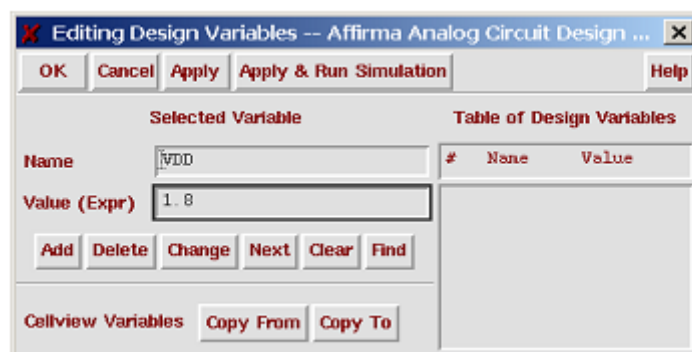 Editing Design Variables -- Affirma Analog Circuit Design ...
OK Cancel Apply Apply & Run Simulation Help
Selected Variable Table of Design Variables
Name VDD # Name Value
Value (Expr) 1.8
Add Delete Change Next Clear Find
Cellview Variables Copy From Copy To